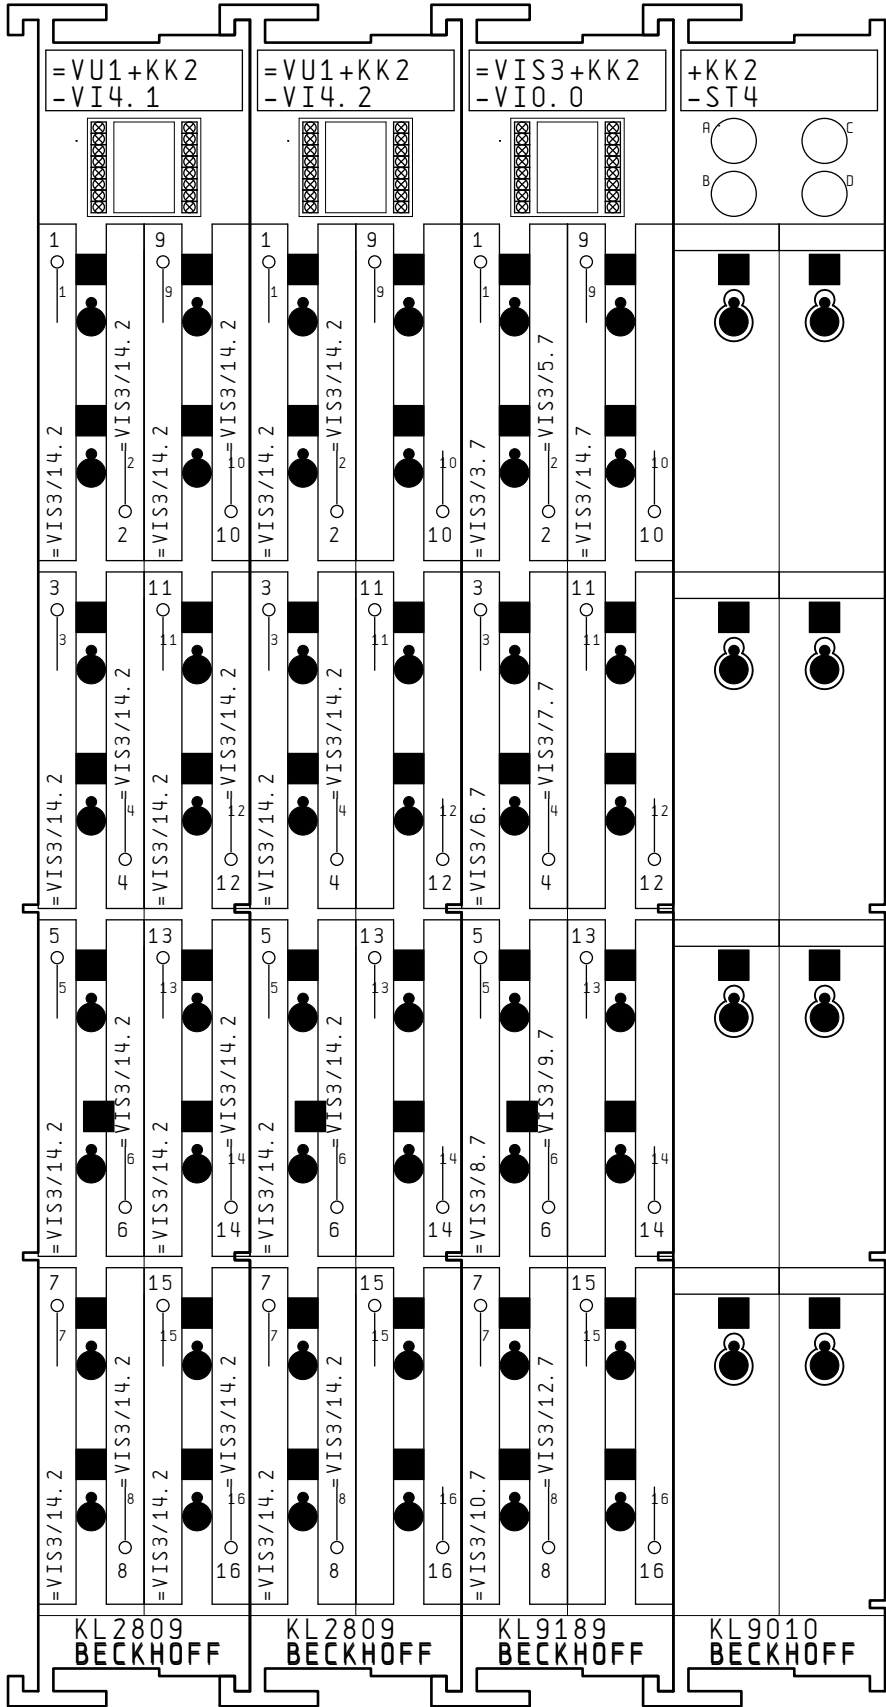 =VU1+KK2
-VI4.1
=VU1+KK2
-VI4.2
=VIS3+KK2
-VI0.0
+KK2
-ST4
A
C
B
D
1
9
1
9
1
9
1
9
1
9
1
9
=VIS3/14.2
=VIS3/14.2
=VIS3/14.2
=VIS3/14.2
=VIS3/14.2
=VIS3/14.2
=VIS3/3.7
=VIS3/5.7
=VIS3/14.7
2
10
2
10
2
10
2
10
2
10
2
10
3
11
3
11
3
11
3
11
3
11
3
11
=VIS3/14.2
=VIS3/14.2
=VIS3/14.2
=VIS3/14.2
=VIS3/14.2
=VIS3/14.2
=VIS3/6.7
=VIS3/7.7
4
12
4
12
4
12
4
12
4
12
4
12
5
13
5
13
5
13
5
13
5
13
5
13
=VIS3/14.2
=VIS3/14.2
=VIS3/14.2
=VIS3/14.2
=VIS3/14.2
=VIS3/14.2
=VIS3/8.7
=VIS3/9.7
6
14
6
14
6
14
6
14
6
14
6
14
7
15
7
15
7
15
7
15
7
15
7
15
=VIS3/14.2
=VIS3/14.2
=VIS3/14.2
=VIS3/14.2
=VIS3/14.2
=VIS3/14.2
=VIS3/10.7
=VIS3/12.7
8
16
8
16
8
16
8
16
8
16
8
16
KL2809
BECKHOFF
KL2809
BECKHOFF
KL9189
BECKHOFF
KL9010
BECKHOFF